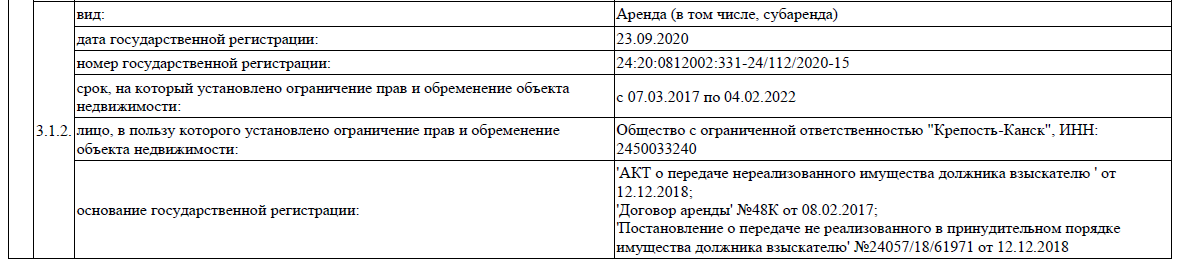 вид:
Аренда (в том числе, субаренда)
дата государственной регистрации:
23.09.2020
номер государственной регистрации:
24:20:0812002:331-24/112/2020-15
срок, на который установлено ограничение прав и обременение объекта
недвижимости:
с 07.03.2017 по 04.02.2022
3.1.2.
лицо, в пользу которого установлено ограничение прав и обременение
объекта недвижимости:
Общество с ограниченной ответственностью "Крепость-Канск", ИНН:
2450033240
основание государственной регистрации:
'АКТ о передаче нереализованного имущества должника взыскателю ' от
12.12.2018;
'Договор аренды' №48К от 08.02.2017;
'Постановление о передаче не реализованного в принудительном порядке
имущества должника взыскателю' №24057/18/61971 от 12.12.2018